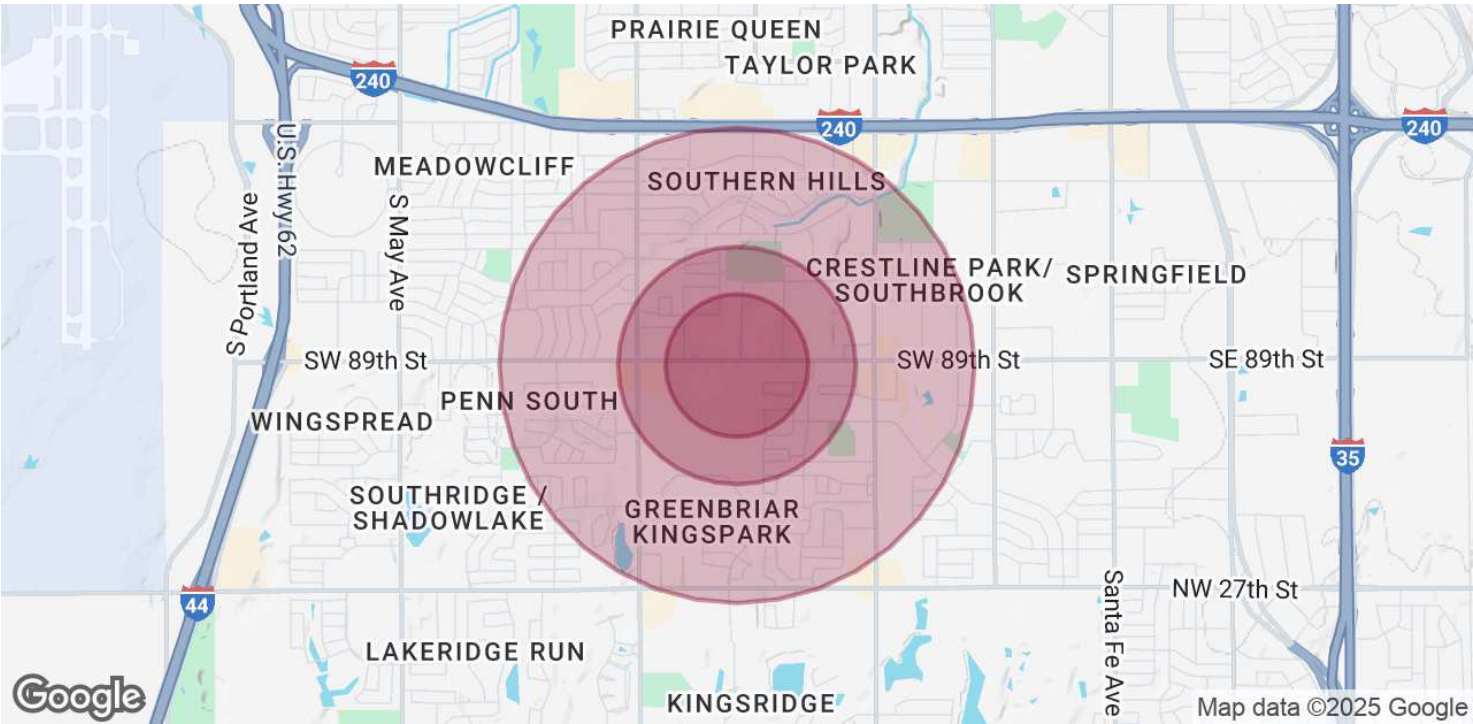 PRAIRIE QUEEN
TAYLOR PARK
240
240
240
U.S. Hwy 62
MEADOWCLIFF
SOUTHERN HILLS
S Portland Ave
S May Ave
CRESTLINE PARK/
SOUTHBROOK
SPRINGFIELD
SW 89th St
SW 89th St
SE 89th St
PENN SOUTH
WINGSPREAD
35
SOUTHRIDGE /
SHADOWLAKE
GREENBRIAR
KINGSPARK
44
NW 27th St
Santa Fe Ave
LAKERIDGE RUN
KINGSRIDGE
Google
Map data ©2025 Google